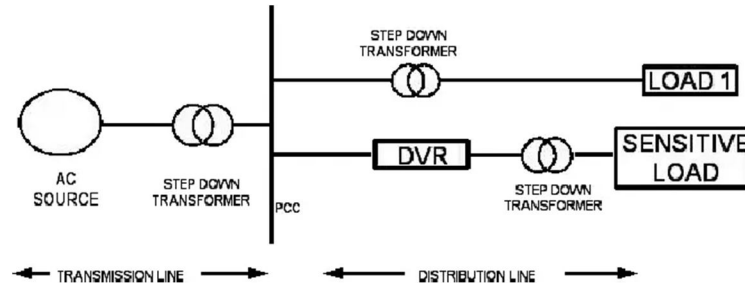 STEP DOWN
TRANSFORMER
LOAD 1
DVR
SENSITIVE
LOAD
AC
SOURCE
STEP DOWN
TRANSFORMER
PCC
STEP DOWN
TRANSFORMER
TRANSMISSION LINE
DISTRIBUTION LINE